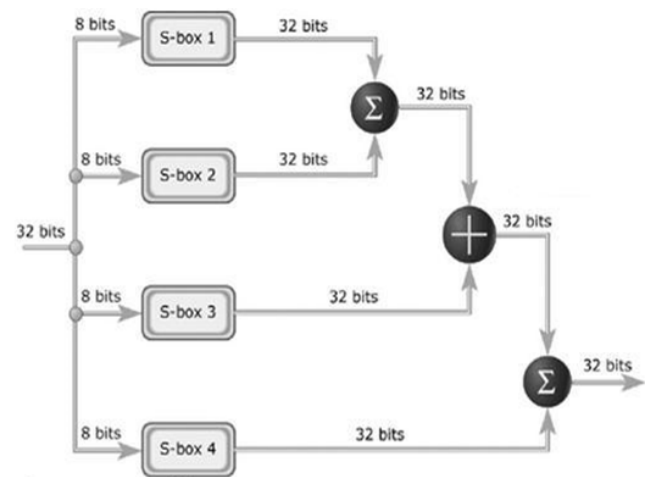 8 bits
S-box 1
32 bits
Σ
32 bits
8 bits
S-box 2
32 bits
32 bits
+
32 bits
8 bits
S-box 3
32 bits
Σ
32 bits
8 bits
S-box 4
32 bits